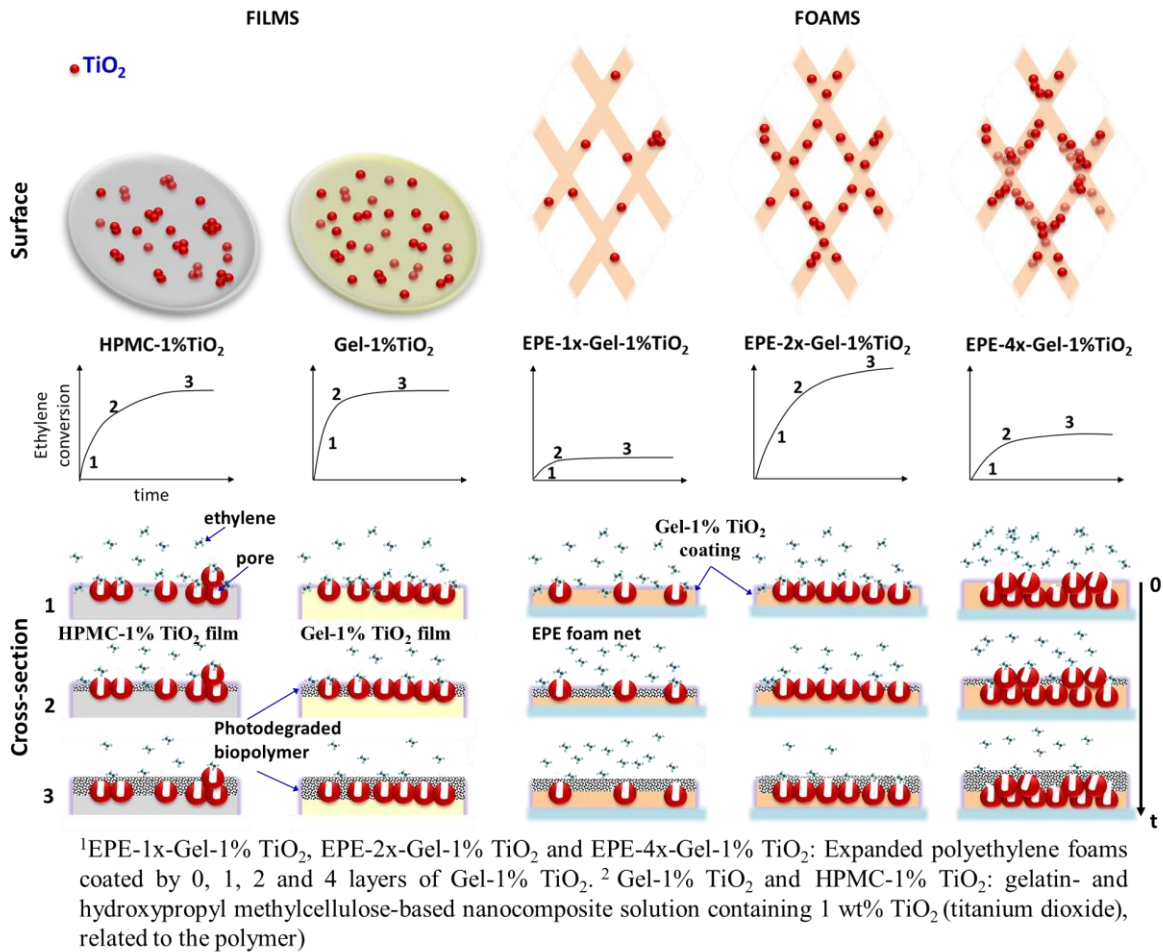 FILMS FOAMS
TiO₂
Surface
HPMC-1%TiO₂ Gel-1%TiO₂ EPE-1x-Gel-1%TiO₂ EPE-2x-Gel-1%TiO₂ EPE-4x-Gel-1%TiO₂
Ethylene
conversion
1 2 3
1 2 3
1 2 3
1 2 3
1 2 3
time
ethylene
pore
Gel-1% TiO₂
coating
Cross-section
1
0
HPMC-1% TiO₂ film Gel-1% TiO₂ film EPE foam net
2
Photodegraded
biopolymer
3
t
¹EPE-1x-Gel-1% TiO₂, EPE-2x-Gel-1% TiO₂ and EPE-4x-Gel-1% TiO₂: Expanded polyethylene foams
coated by 0, 1, 2 and 4 layers of Gel-1% TiO₂. ² Gel-1% TiO₂ and HPMC-1% TiO₂: gelatin- and
hydroxypropyl methylcellulose-based nanocomposite solution containing 1 wt% TiO₂ (titanium dioxide),
related to the polymer)